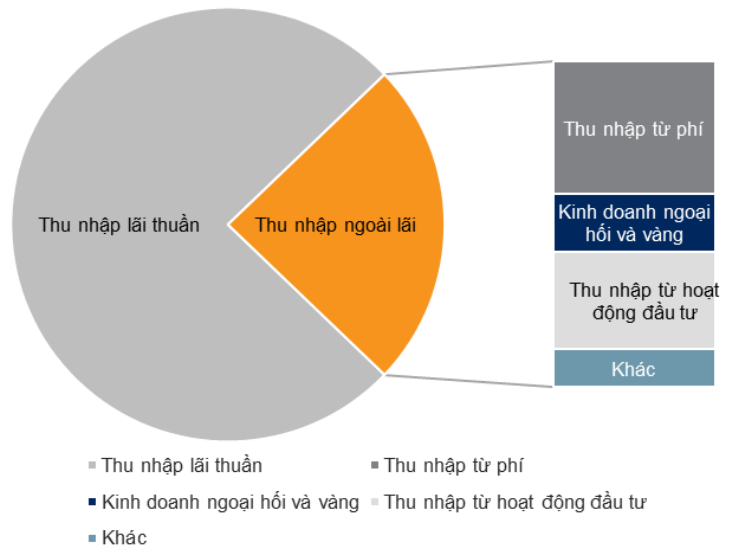 Thu nhập lãi thuần
Thu nhập ngoài lãi
Thu nhập từ phí
Kinh doanh ngoại
hối và vàng
Thu nhập từ hoạt
động đầu tư
Khác
Thu nhập lãi thuần
Thu nhập từ phí
Kinh doanh ngoại hối và vàng
Thu nhập từ hoạt động đầu tư
Khác